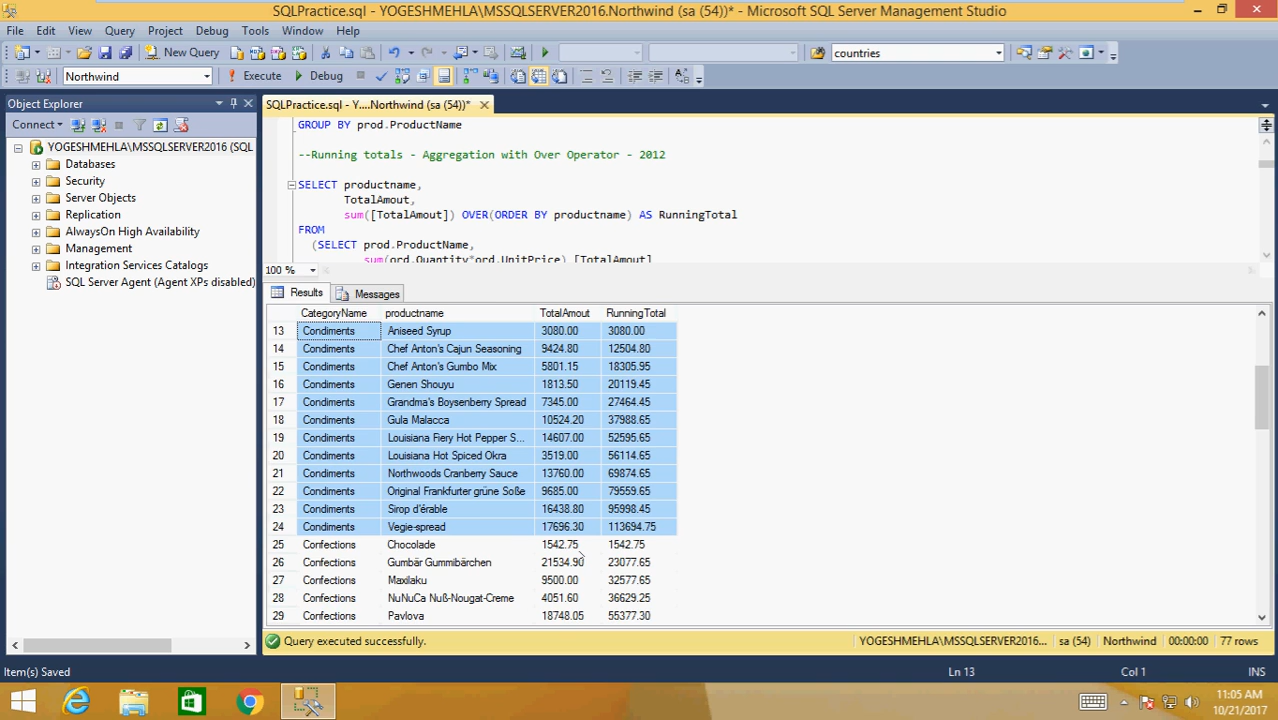 SQLPractice.sql - YOGESHMEHLA\MSSQLSERVER2016.Northwind (sa (54))* - Microsoft SQL Server Management Studio
File Edit View Query Project Debug Tools Window Help
New Query countries
Northwind Execute Debug
Object Explorer
SQLPractice.sql - Y....Northwind (sa (54))*
Connect
YOGESHMEHLA\MSSQLSERVER2016 (SQL
Databases
Security
Server Objects
Replication
AlwaysOn High Availability
Management
Integration Services Catalogs
SQL Server Agent (Agent XPs disabled)
GROUP BY prod.ProductName
--Running totals - Aggregation with Over Operator - 2012
SELECT productname,
TotalAmout,
sum([TotalAmout]) OVER(ORDER BY productname) AS RunningTotal
FROM
(SELECT prod.ProductName,
sum(ord.Quantity*ord.UnitPrice) [TotalAmout]
100 %
Results Messages
CategoryName productname TotalAmout RunningTotal
13 Condiments Aniseed Syrup 3080.00 3080.00
14 Condiments Chef Anton's Cajun Seasoning 9424.80 12504.80
15 Condiments Chef Anton's Gumbo Mix 5801.15 18305.95
16 Condiments Genen Shouyu 1813.50 20119.45
17 Condiments Grandma's Boysenberry Spread 7345.00 27464.45
18 Condiments Gula Malacca 10524.20 37988.65
19 Condiments Louisiana Fiery Hot Pepper S... 14607.00 52595.65
20 Condiments Louisiana Hot Spiced Okra 3519.00 56114.65
21 Condiments Northwoods Cranberry Sauce 13760.00 69874.65
22 Condiments Original Frankfurter grüne Soße 9685.00 79559.65
23 Condiments Sirop d'érable 16438.80 95998.45
24 Condiments Vegie-spread 17696.30 113694.75
25 Confections Chocolade 1542.75 1542.75
26 Confections Gumbär Gummibärchen 21534.90 23077.65
27 Confections Maxilaku 9500.00 32577.65
28 Confections NuNuCa Nuß-Nougat-Creme 4051.60 36629.25
29 Confections Pavlova 18748.05 55377.30
Query executed successfully. YOGESHMEHLA\MSSQLSERVER2016... sa (54) Northwind 00:00:00 77 rows
Item(s) Saved Ln 13 Col 1 INS
11:05 AM
10/21/2017